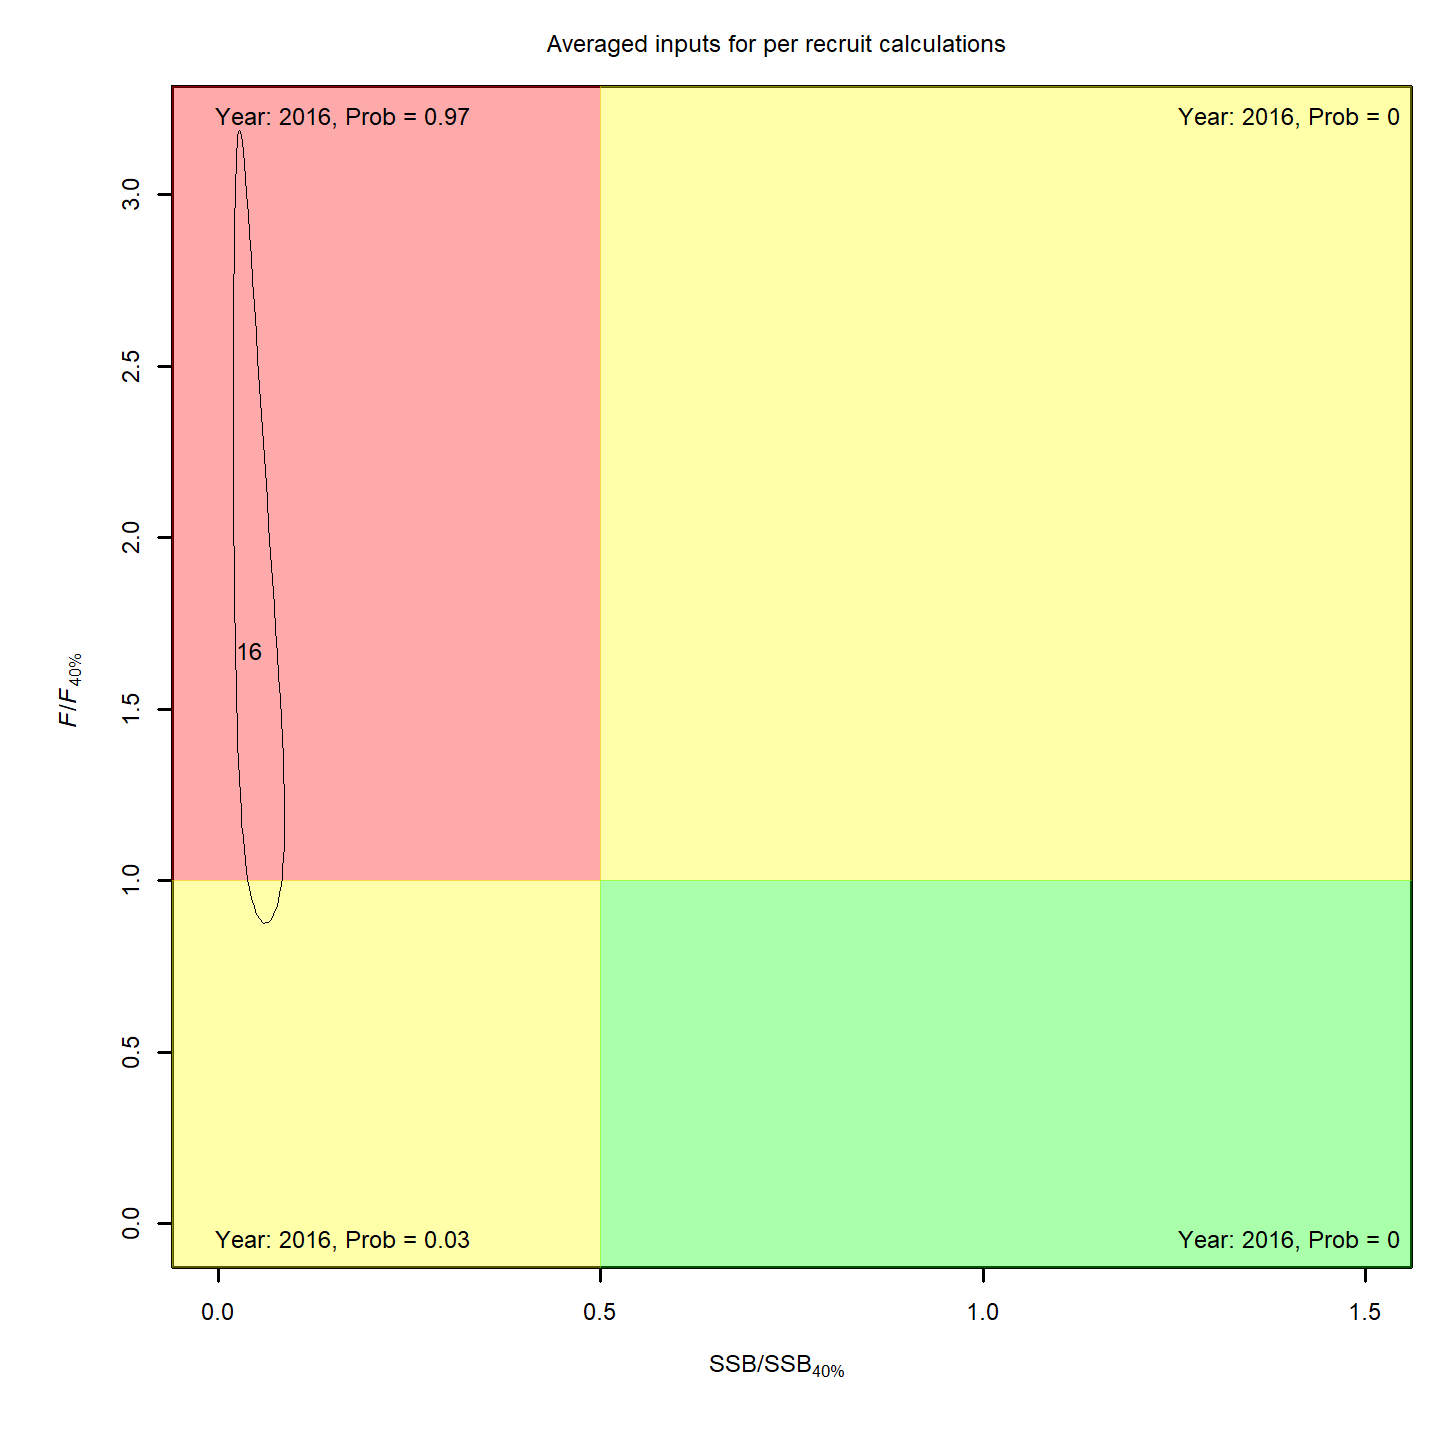 Averaged inputs for per recruit calculations
Year: 2016, Prob = 0.97
Year: 2016, Prob = 0
3.0
2.5
2.0
16
F/F40%
1.5
1.0
0.5
0.0
Year: 2016, Prob = 0.03
Year: 2016, Prob = 0
0.0
0.5
1.0
1.5
SSB/SSB40%